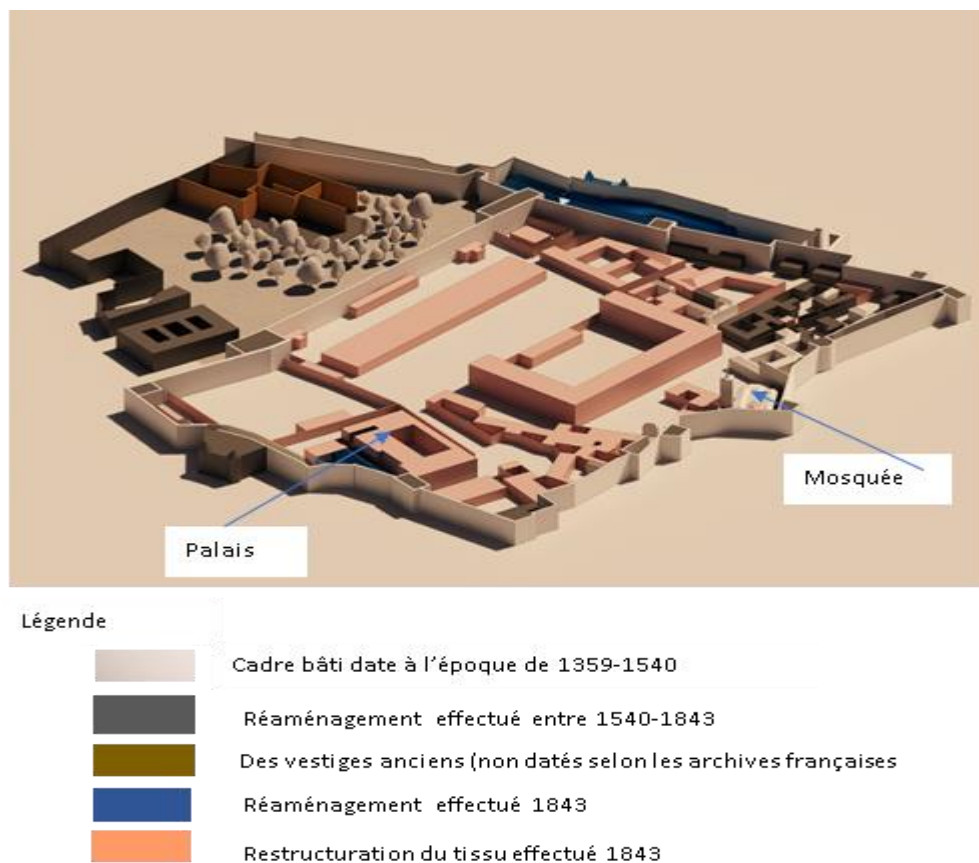 Mosquée
Palais
Légende
Cadre bâti date à l'époque de 1359-1540
Réaménagement effectué entre 1540-1843
Des vestiges anciens (non datés selon les archives françaises
Réaménagement effectué 1843
Restructuration du tissu effectué 1843